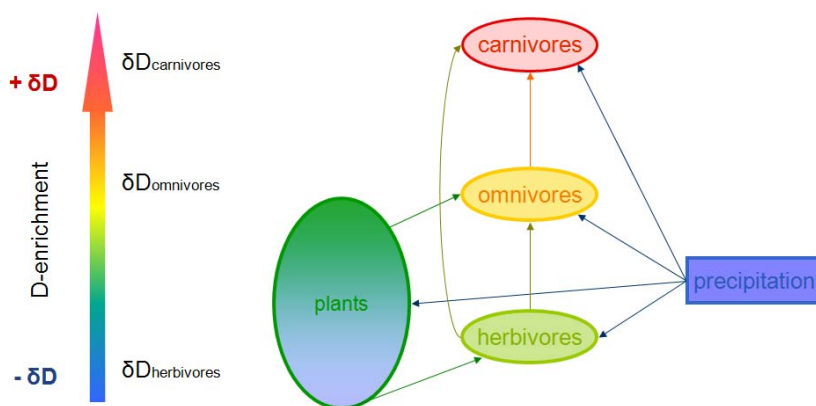 carnivores
δDcarnivores
+ δD
δDomnivores
omnivores
D-enrichment
precipitation
plants
herbivores
- δD
δDherbivores